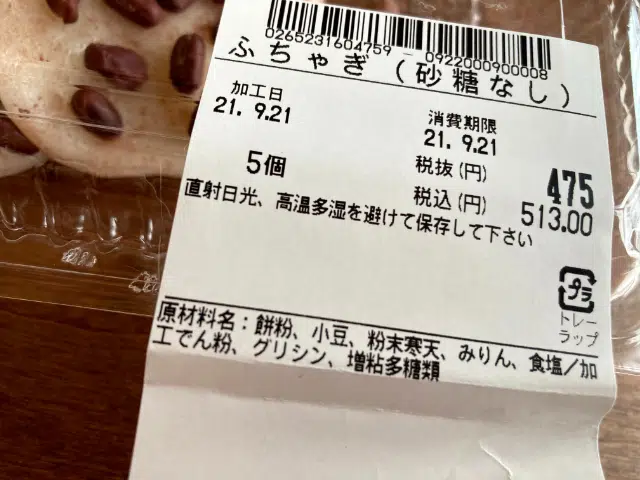 0265231604759 - 0922000900008
ふちゃぎ(砂糖なし)
加工日
21. 9.21
消費期限
21. 9.21
5個
税抜(円) 475
税込(円) 513.00
直射日光、高温多湿を避けて保存して下さい
プラ
トレー
ラップ
原材料名:餅粉、小豆、粉末寒天、みりん、食塩/加
工でん粉、グリシン、増粘多糖類